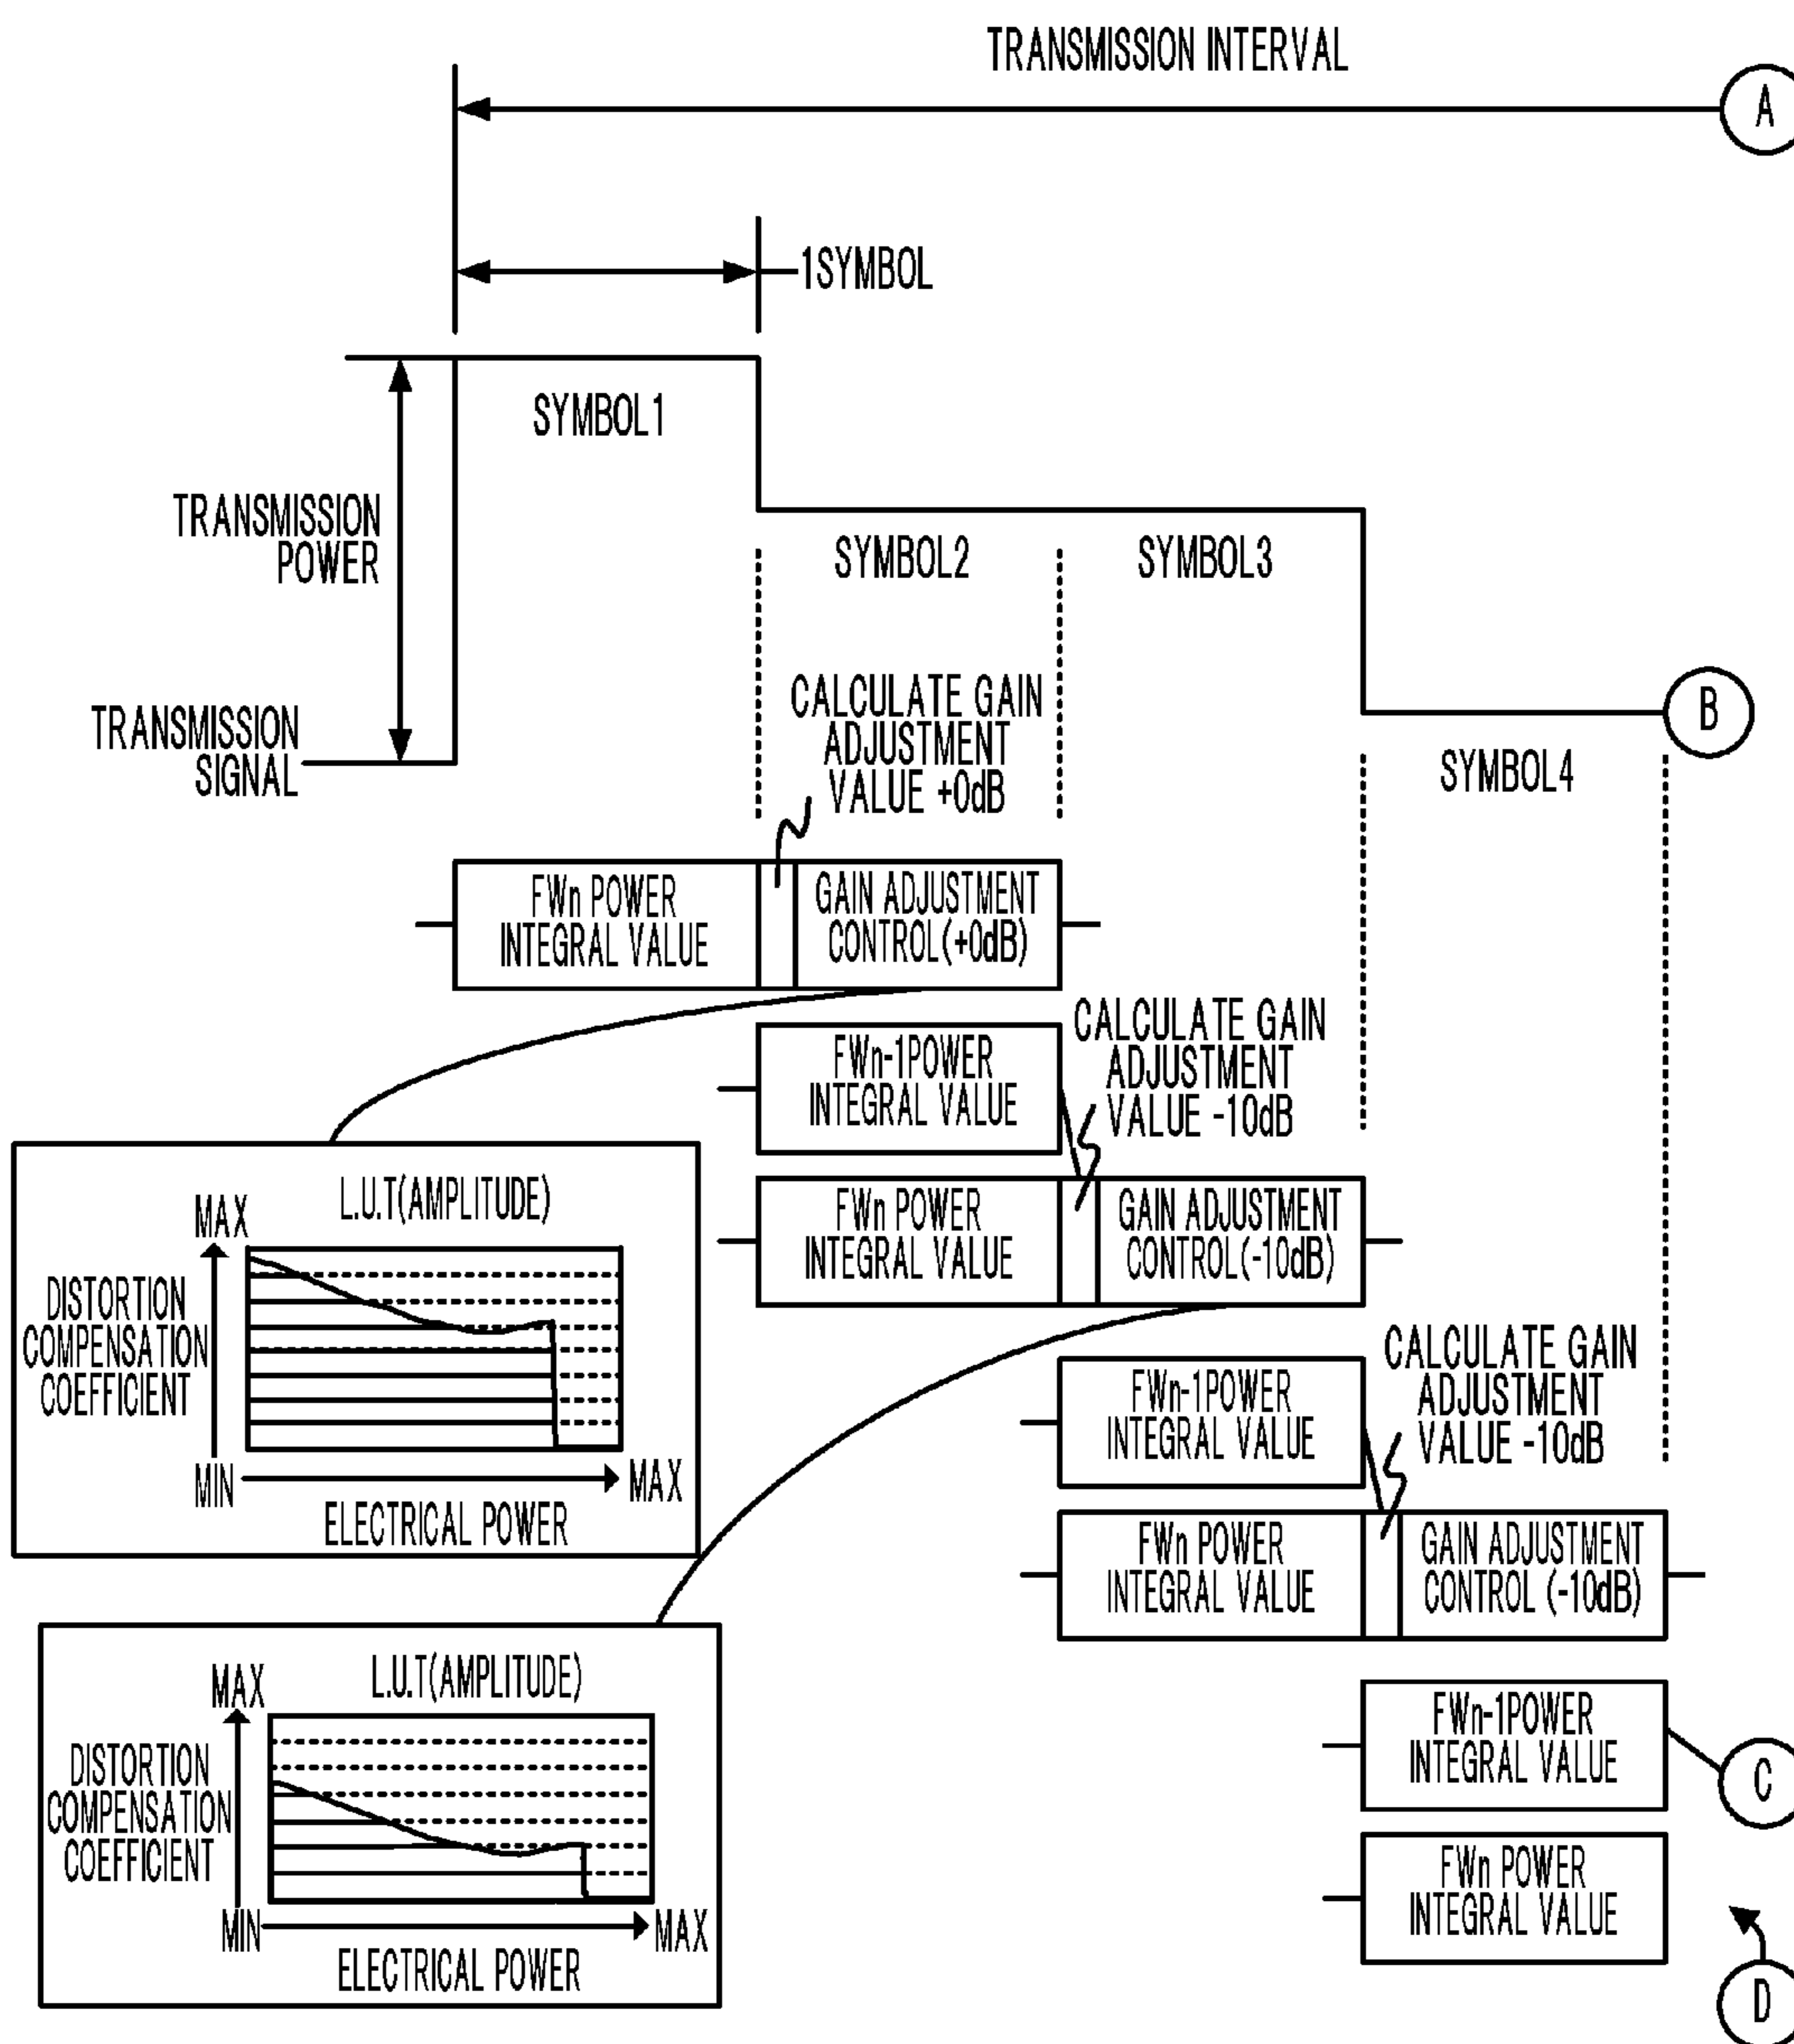 TRANSMISSION INTERVAL
A
1SYMBOL
SYMBOL1
TRANSMISSION
POWER
SYMBOL2
SYMBOL3
TRANSMISSION
SIGNAL
CALCULATE GAIN
ADJUSTMENT
VALUE +0dB
B
SYMBOL4
FWn POWER
INTEGRAL VALUE
GAIN ADJUSTMENT
CONTROL(+0dB)
FWn-1POWER
INTEGRAL VALUE
CALCULATE GAIN
ADJUSTMENT
VALUE -10dB
FWn POWER
INTEGRAL VALUE
GAIN ADJUSTMENT
CONTROL(-10dB)
L.U.T(AMPLITUDE)
MAX
DISTORTION
COMPENSATION
COEFFICIENT
MIN
MAX
ELECTRICAL POWER
FWn-1POWER
INTEGRAL VALUE
CALCULATE GAIN
ADJUSTMENT
VALUE -10dB
FWn POWER
INTEGRAL VALUE
GAIN ADJUSTMENT
CONTROL (-10dB)
L.U.T(AMPLITUDE)
MAX
DISTORTION
COMPENSATION
COEFFICIENT
MIN
MAX
ELECTRICAL POWER
FWn-1POWER
INTEGRAL VALUE
C
FWn POWER
INTEGRAL VALUE
D